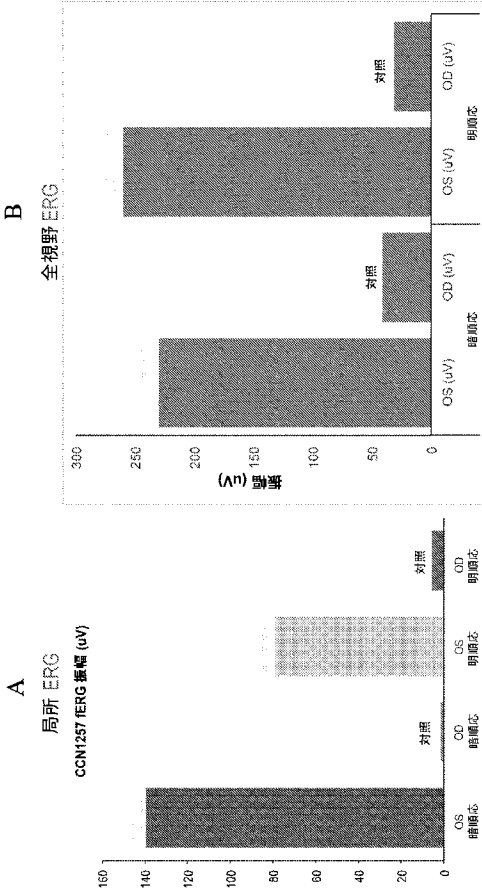 A
局所 ERG
CCN1257 fERG 振幅 (uV)
160
140
120
100
80
60
40
20
0
対照
対照
OS
暗順応
OD
暗順応
OS
明順応
OD
明順応
B
全視野 ERG
振幅 (uV)
300
250
200
150
100
50
0
対照
対照
OS (uV)
OD (uV)
OS (uV)
OD (uV)
暗順応
明順応